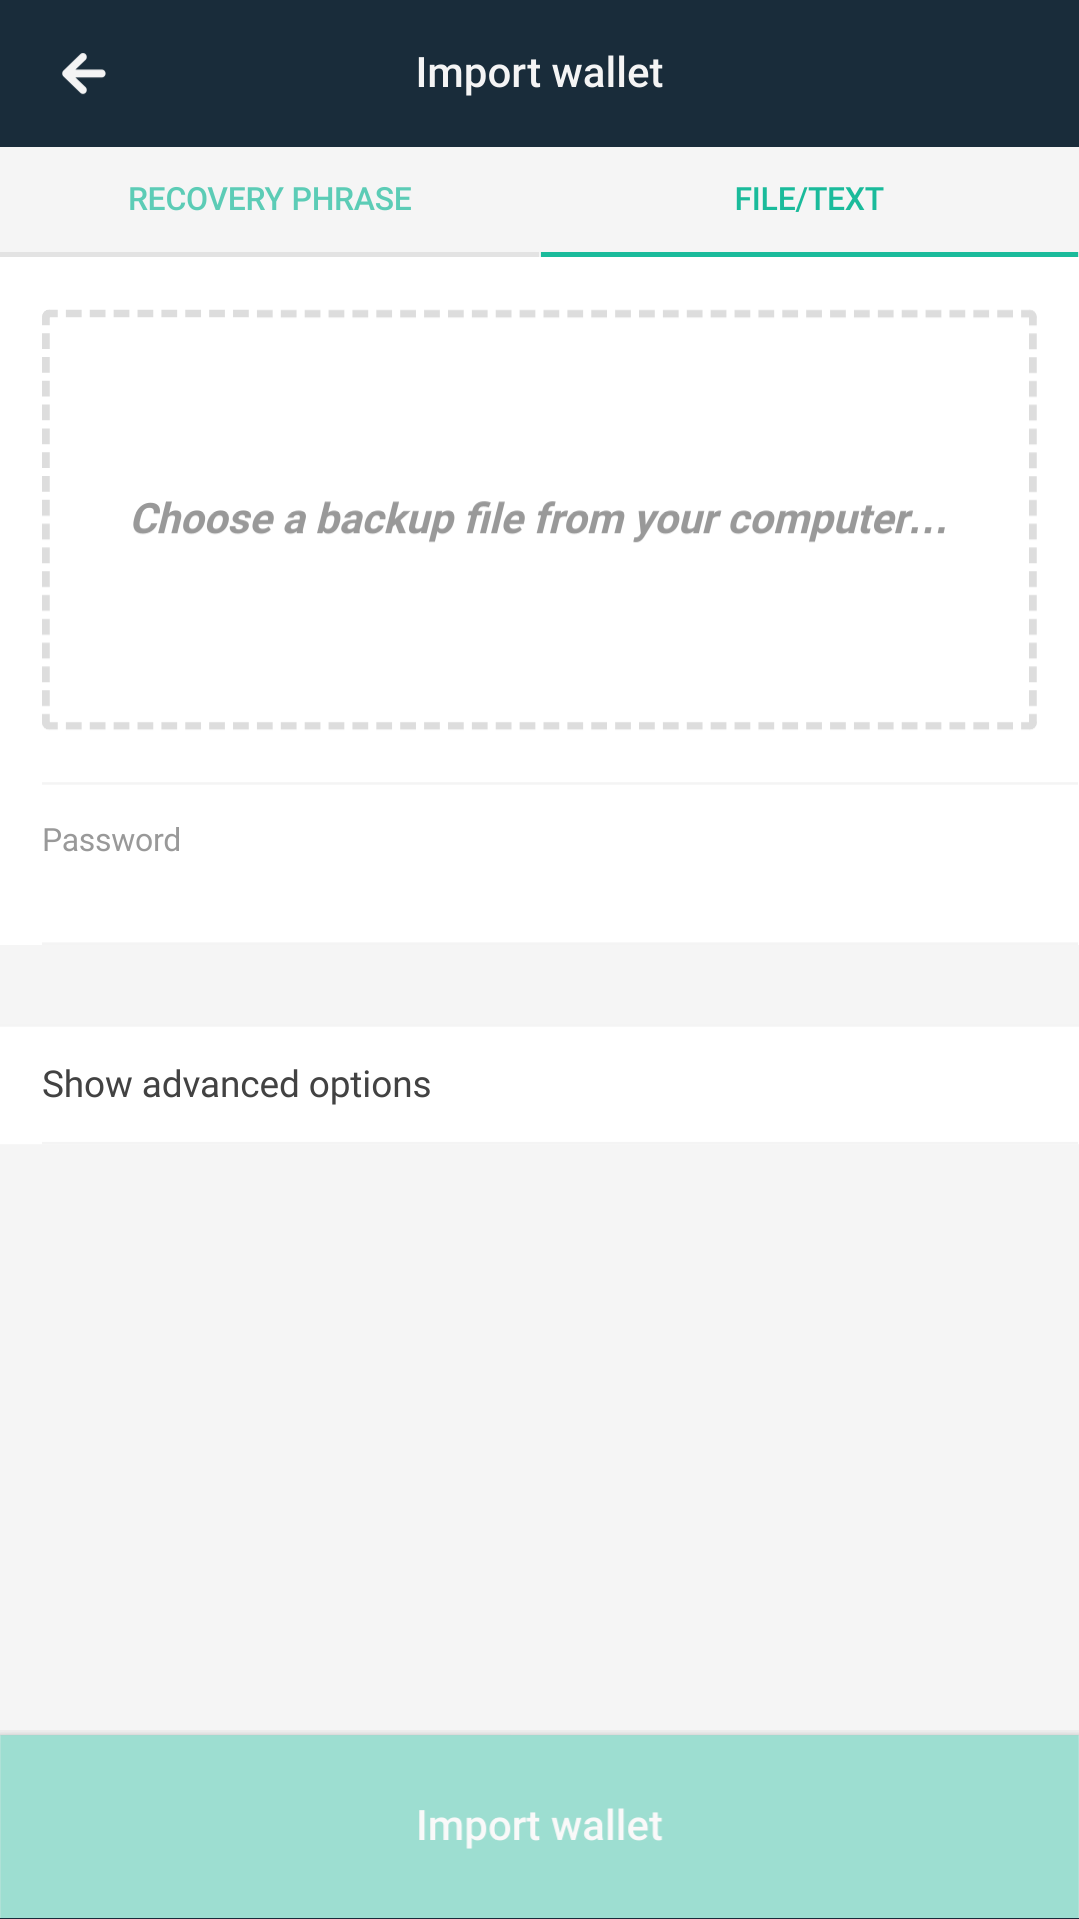 Import wallet
RECOVERY PHRASE
FILE/TEXT
Choose a backup file from your computer...
Password
Show advanced options
Import wallet